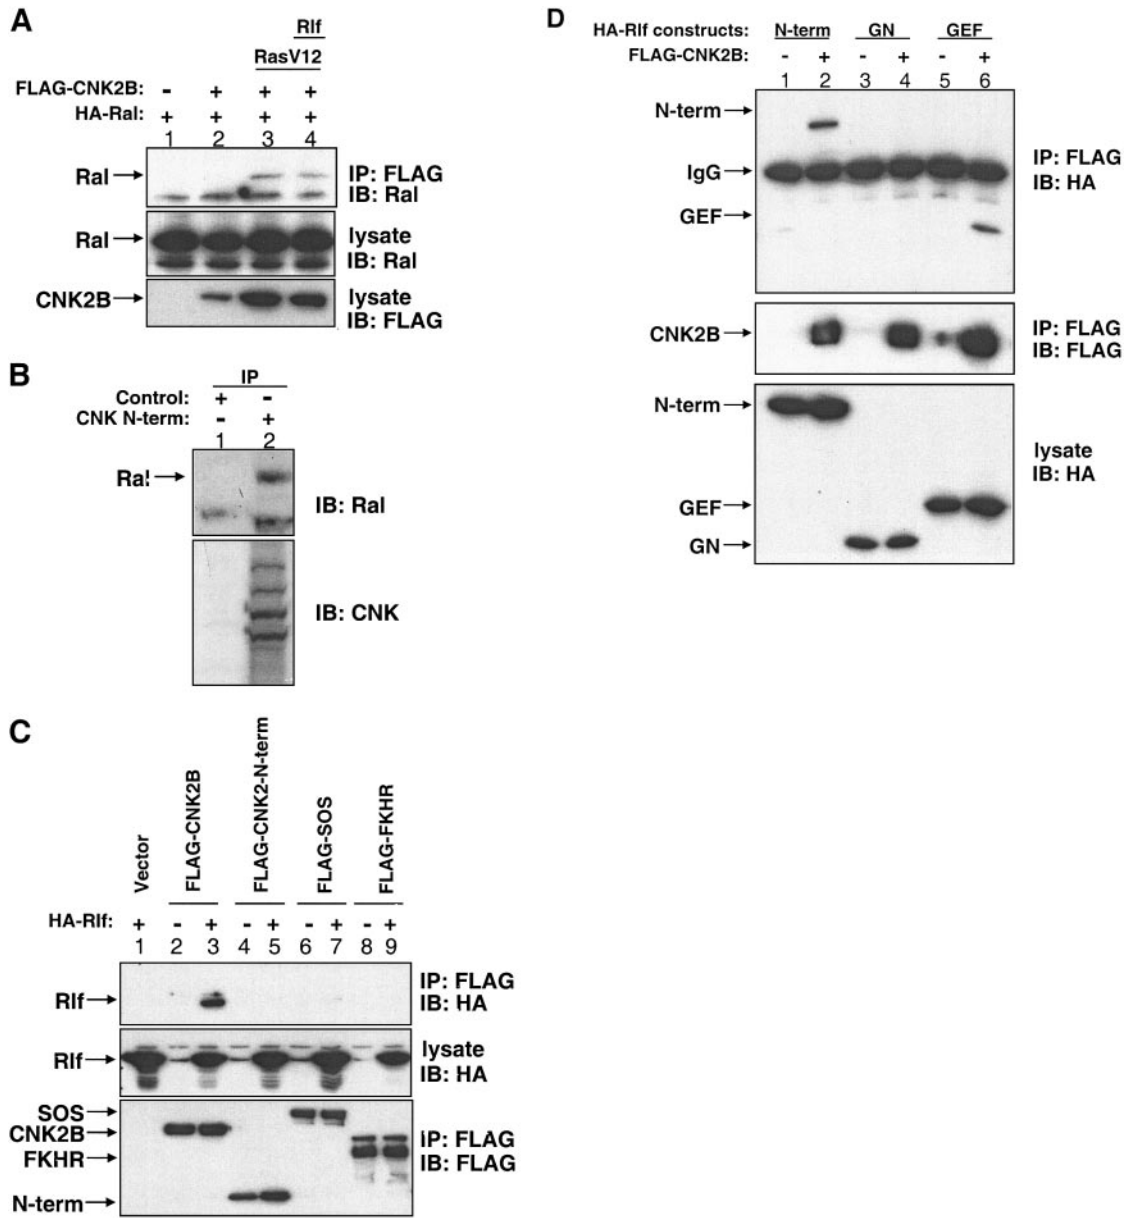 A
Rlf
RasV12
FLAG-CNK2B: - + + +
HA-Ral: + + + +
1 2 3 4
Ral
IP: FLAG
IB: Ral
Ral
lysate
IB: Ral
CNK2B
lysate
IB: FLAG
B
IP
Control: + -
CNK N-term: - +
1 2
Ral
IB: Ral
IB: CNK
C
Vector
FLAG-CNK2B
FLAG-CNK2-N-term
FLAG-SOS
FLAG-FKHR
HA-Rlf: + - + - + - + - +
1 2 3 4 5 6 7 8 9
Rlf
IP: FLAG
IB: HA
Rlf
lysate
IB: HA
SOS
CNK2B
FKHR
N-term
IP: FLAG
IB: FLAG
D
HA-Rlf constructs: N-term GN GEF
FLAG-CNK2B: - + - + - +
1 2 3 4 5 6
N-term
IgG
GEF
IP: FLAG
IB: HA
CNK2B
IP: FLAG
IB: FLAG
N-term
GEF
GN
lysate
IB: HA